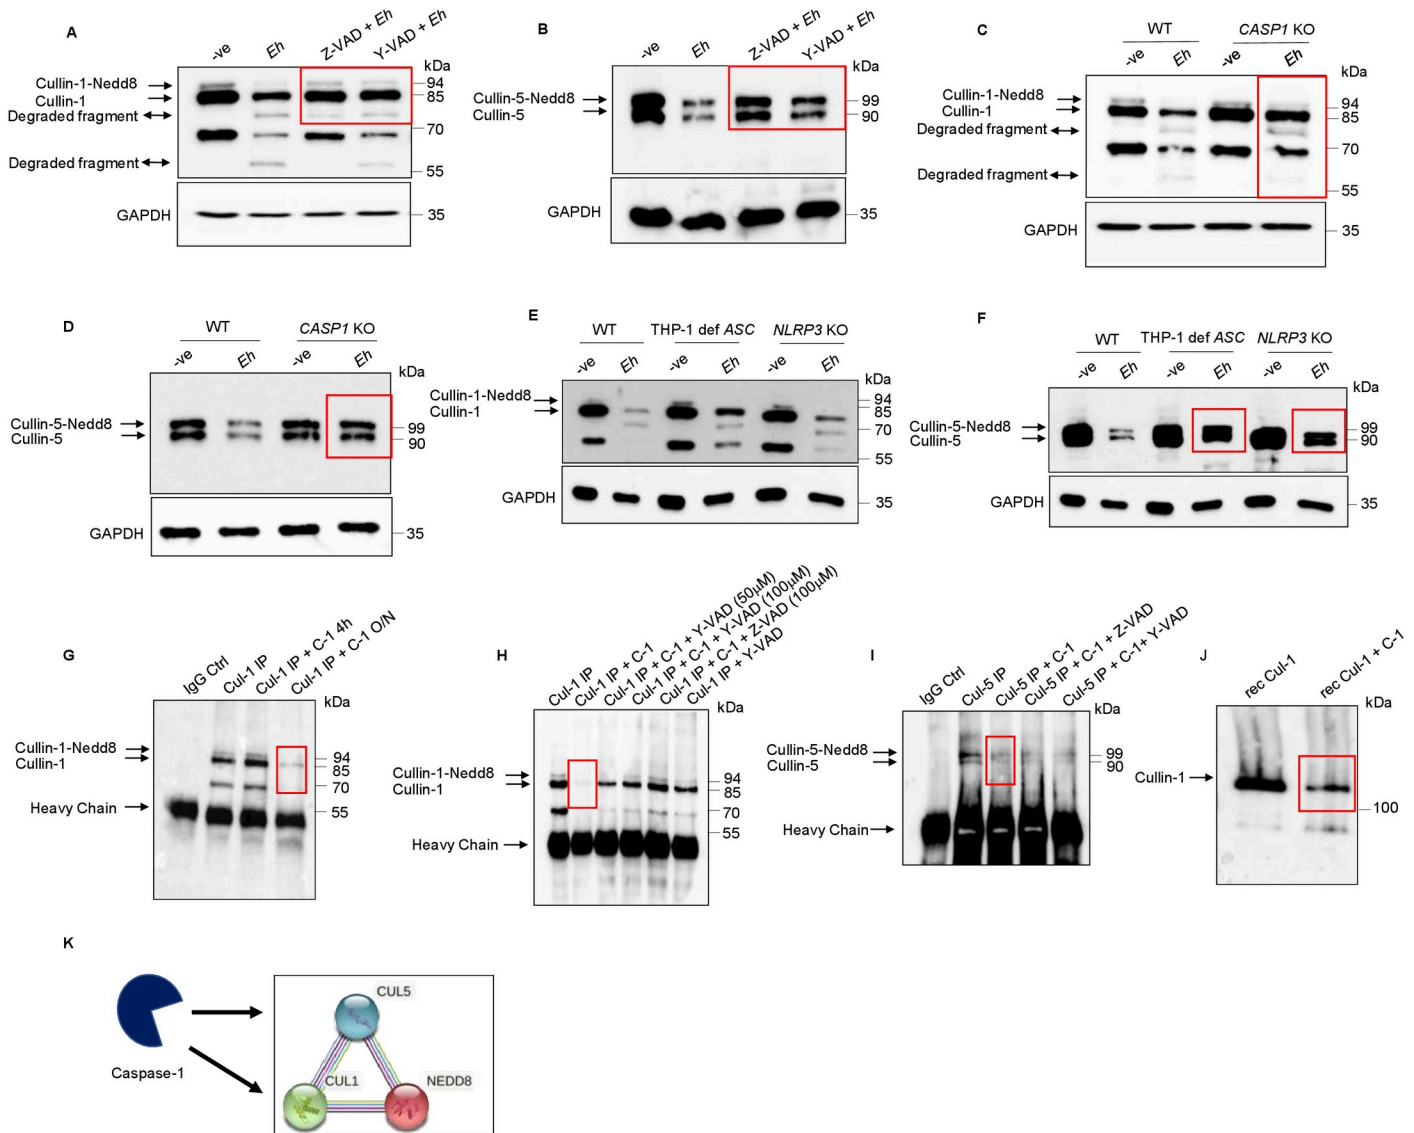 A
-ve
Eh
Z-VAD + Eh
Y-VAD + Eh
kDa
Cullin-1-Nedd8
Cullin-1
Degraded fragment
Degraded fragment
94
85
70
55
GAPDH
35
B
-ve
Eh
Z-VAD + Eh
Y-VAD + Eh
kDa
Cullin-5-Nedd8
Cullin-5
99
90
GAPDH
35
C
WT
CASP1 KO
-ve
Eh
-ve
Eh
kDa
Cullin-1-Nedd8
Cullin-1
Degraded fragment
Degraded fragment
94
85
70
55
GAPDH
35
D
WT
CASP1 KO
-ve
Eh
-ve
Eh
kDa
Cullin-5-Nedd8
Cullin-5
99
90
GAPDH
35
E
WT
THP-1 def ASC
NLRP3 KO
-ve
Eh
-ve
Eh
-ve
Eh
kDa
Cullin-1-Nedd8
Cullin-1
94
85
70
55
GAPDH
35
F
WT
THP-1 def ASC
NLRP3 KO
-ve
Eh
-ve
Eh
-ve
Eh
kDa
Cullin-5-Nedd8
Cullin-5
99
90
GAPDH
35
G
IgG Ctrl
Cul-1 IP
Cul-1 IP + C-1 4h
Cul-1 IP + C-1 O/N
kDa
Cullin-1-Nedd8
Cullin-1
Heavy Chain
94
85
70
55
H
Cul-1 IP
Cul-1 IP + C-1
Cul-1 IP + C-1 + Y-VAD (50µM)
Cul-1 IP + C-1 + Y-VAD (100µM)
Cul-1 IP + C-1 + Z-VAD (100µM)
Cul-1 IP + Y-VAD
kDa
Cullin-1-Nedd8
Cullin-1
Heavy Chain
94
85
70
55
I
IgG Ctrl
Cul-5 IP
Cul-5 IP + C-1
Cul-5 IP + C-1 + Z-VAD
Cul-5 IP + C-1+ Y-VAD
kDa
Cullin-5-Nedd8
Cullin-5
Heavy Chain
99
90
J
rec Cul-1
rec Cul-1 + C-1
kDa
Cullin-1
100
K
Caspase-1
CUL5
CUL1
NEDD8